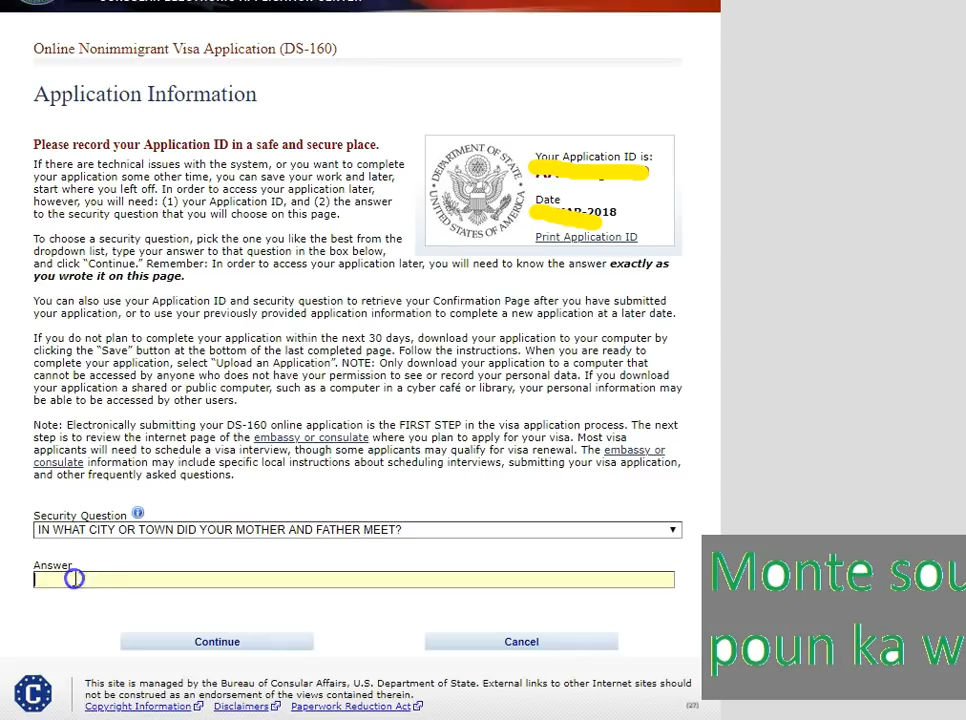 Online Nonimmigrant Visa Application (DS-160)
Application Information
Please record your Application ID in a safe and secure place.
If there are technical issues with the system, or you want to complete
your application some other time, you can save your work and later,
start where you left off. In order to access your application later,
however, you will need: (1) your Application ID, and (2) the answer
to the security question that you will choose on this page.
DEPARTMENT OF STATE
UNITED STATES OF AMERICA
Your Application ID is:
Date
-2018
Print Application ID
To choose a security question, pick the one you like the best from the
dropdown list, type your answer to that question in the box below,
and click “Continue.” Remember: In order to access your application later, you will need to know the answer exactly as
you wrote it on this page.
You can also use your Application ID and security question to retrieve your Confirmation Page after you have submitted
your application, or to use your previously provided application information to complete a new application at a later date.
If you do not plan to complete your application within the next 30 days, download your application to your computer by
clicking the “Save” button at the bottom of the last completed page. Follow the instructions. When you are ready to
complete your application, select “Upload an Application”. NOTE: Only download your application to a computer that
cannot be accessed by anyone who does not have your permission to see or record your personal data. If you download
your application a shared or public computer, such as a computer in a cyber café or library, your personal information may
be able to be accessed by other users.
Note: Electronically submitting your DS-160 online application is the FIRST STEP in the visa application process. The next
step is to review the internet page of the embassy or consulate where you plan to apply for your visa. Most visa
applicants will need to schedule a visa interview, though some applicants may qualify for visa renewal. The embassy or
consulate information may include specific local instructions about scheduling interviews, submitting your visa application,
and other frequently asked questions.
Security Question
IN WHAT CITY OR TOWN DID YOUR MOTHER AND FATHER MEET?
Answer
Continue
Cancel
Monte sou
poun ka w
C
This site is managed by the Bureau of Consular Affairs, U.S. Department of State. External links to other Internet sites should
not be construed as an endorsement of the views contained therein.
Copyright Information Disclaimers Paperwork Reduction Act
(27)